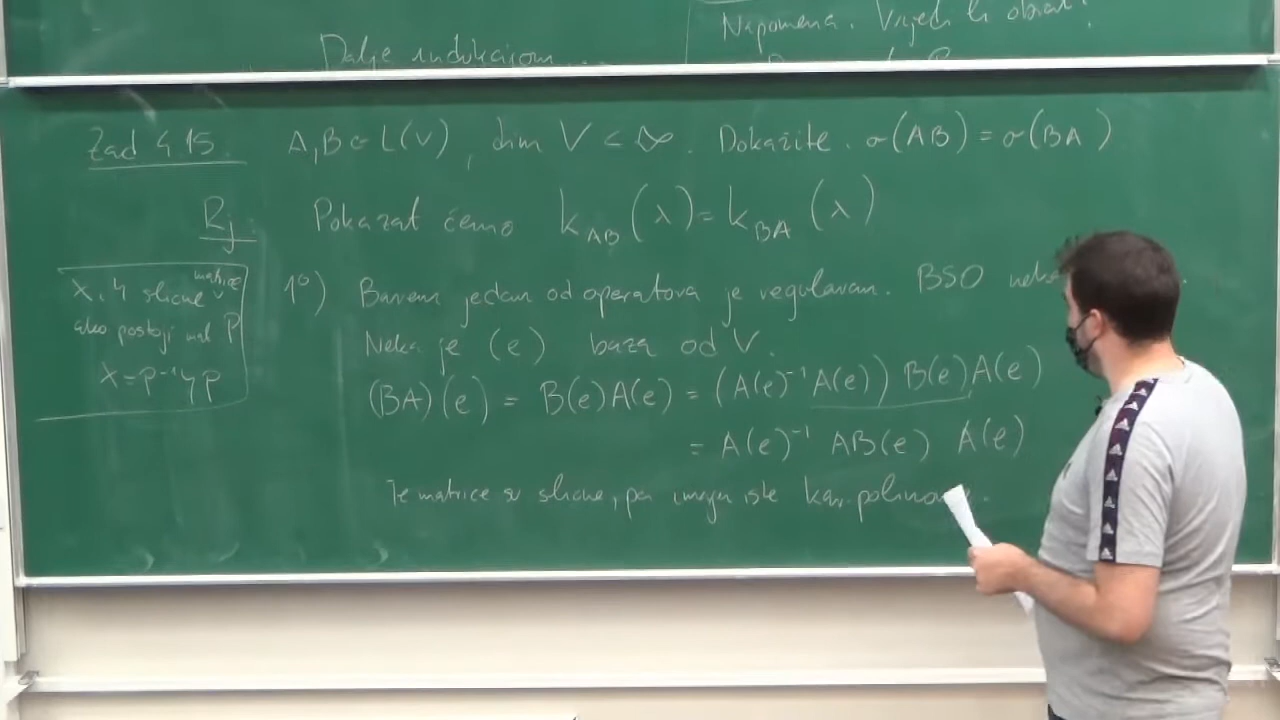 Dalje indukcijom...
Napomena. Vrijedi li obrat?
Zad 4.15. A,B ∈ L(V), dim V < ∞. Dokažite. σ(AB) = σ(BA)
Rj. Pokazat ćemo k_AB(λ) = k_BA(λ)
X, Y slične matrice
ako postoji mat P
X = P⁻¹YP
1°) Barem jedan od operatora je regularan. BSO neka
Neka je (e) baza od V.
(BA)(e) = B(e)A(e) = (A(e)⁻¹A(e)) B(e)A(e)
= A(e)⁻¹ AB(e) A(e)
Te matrice su slične, pa imaju iste kar. polinome.